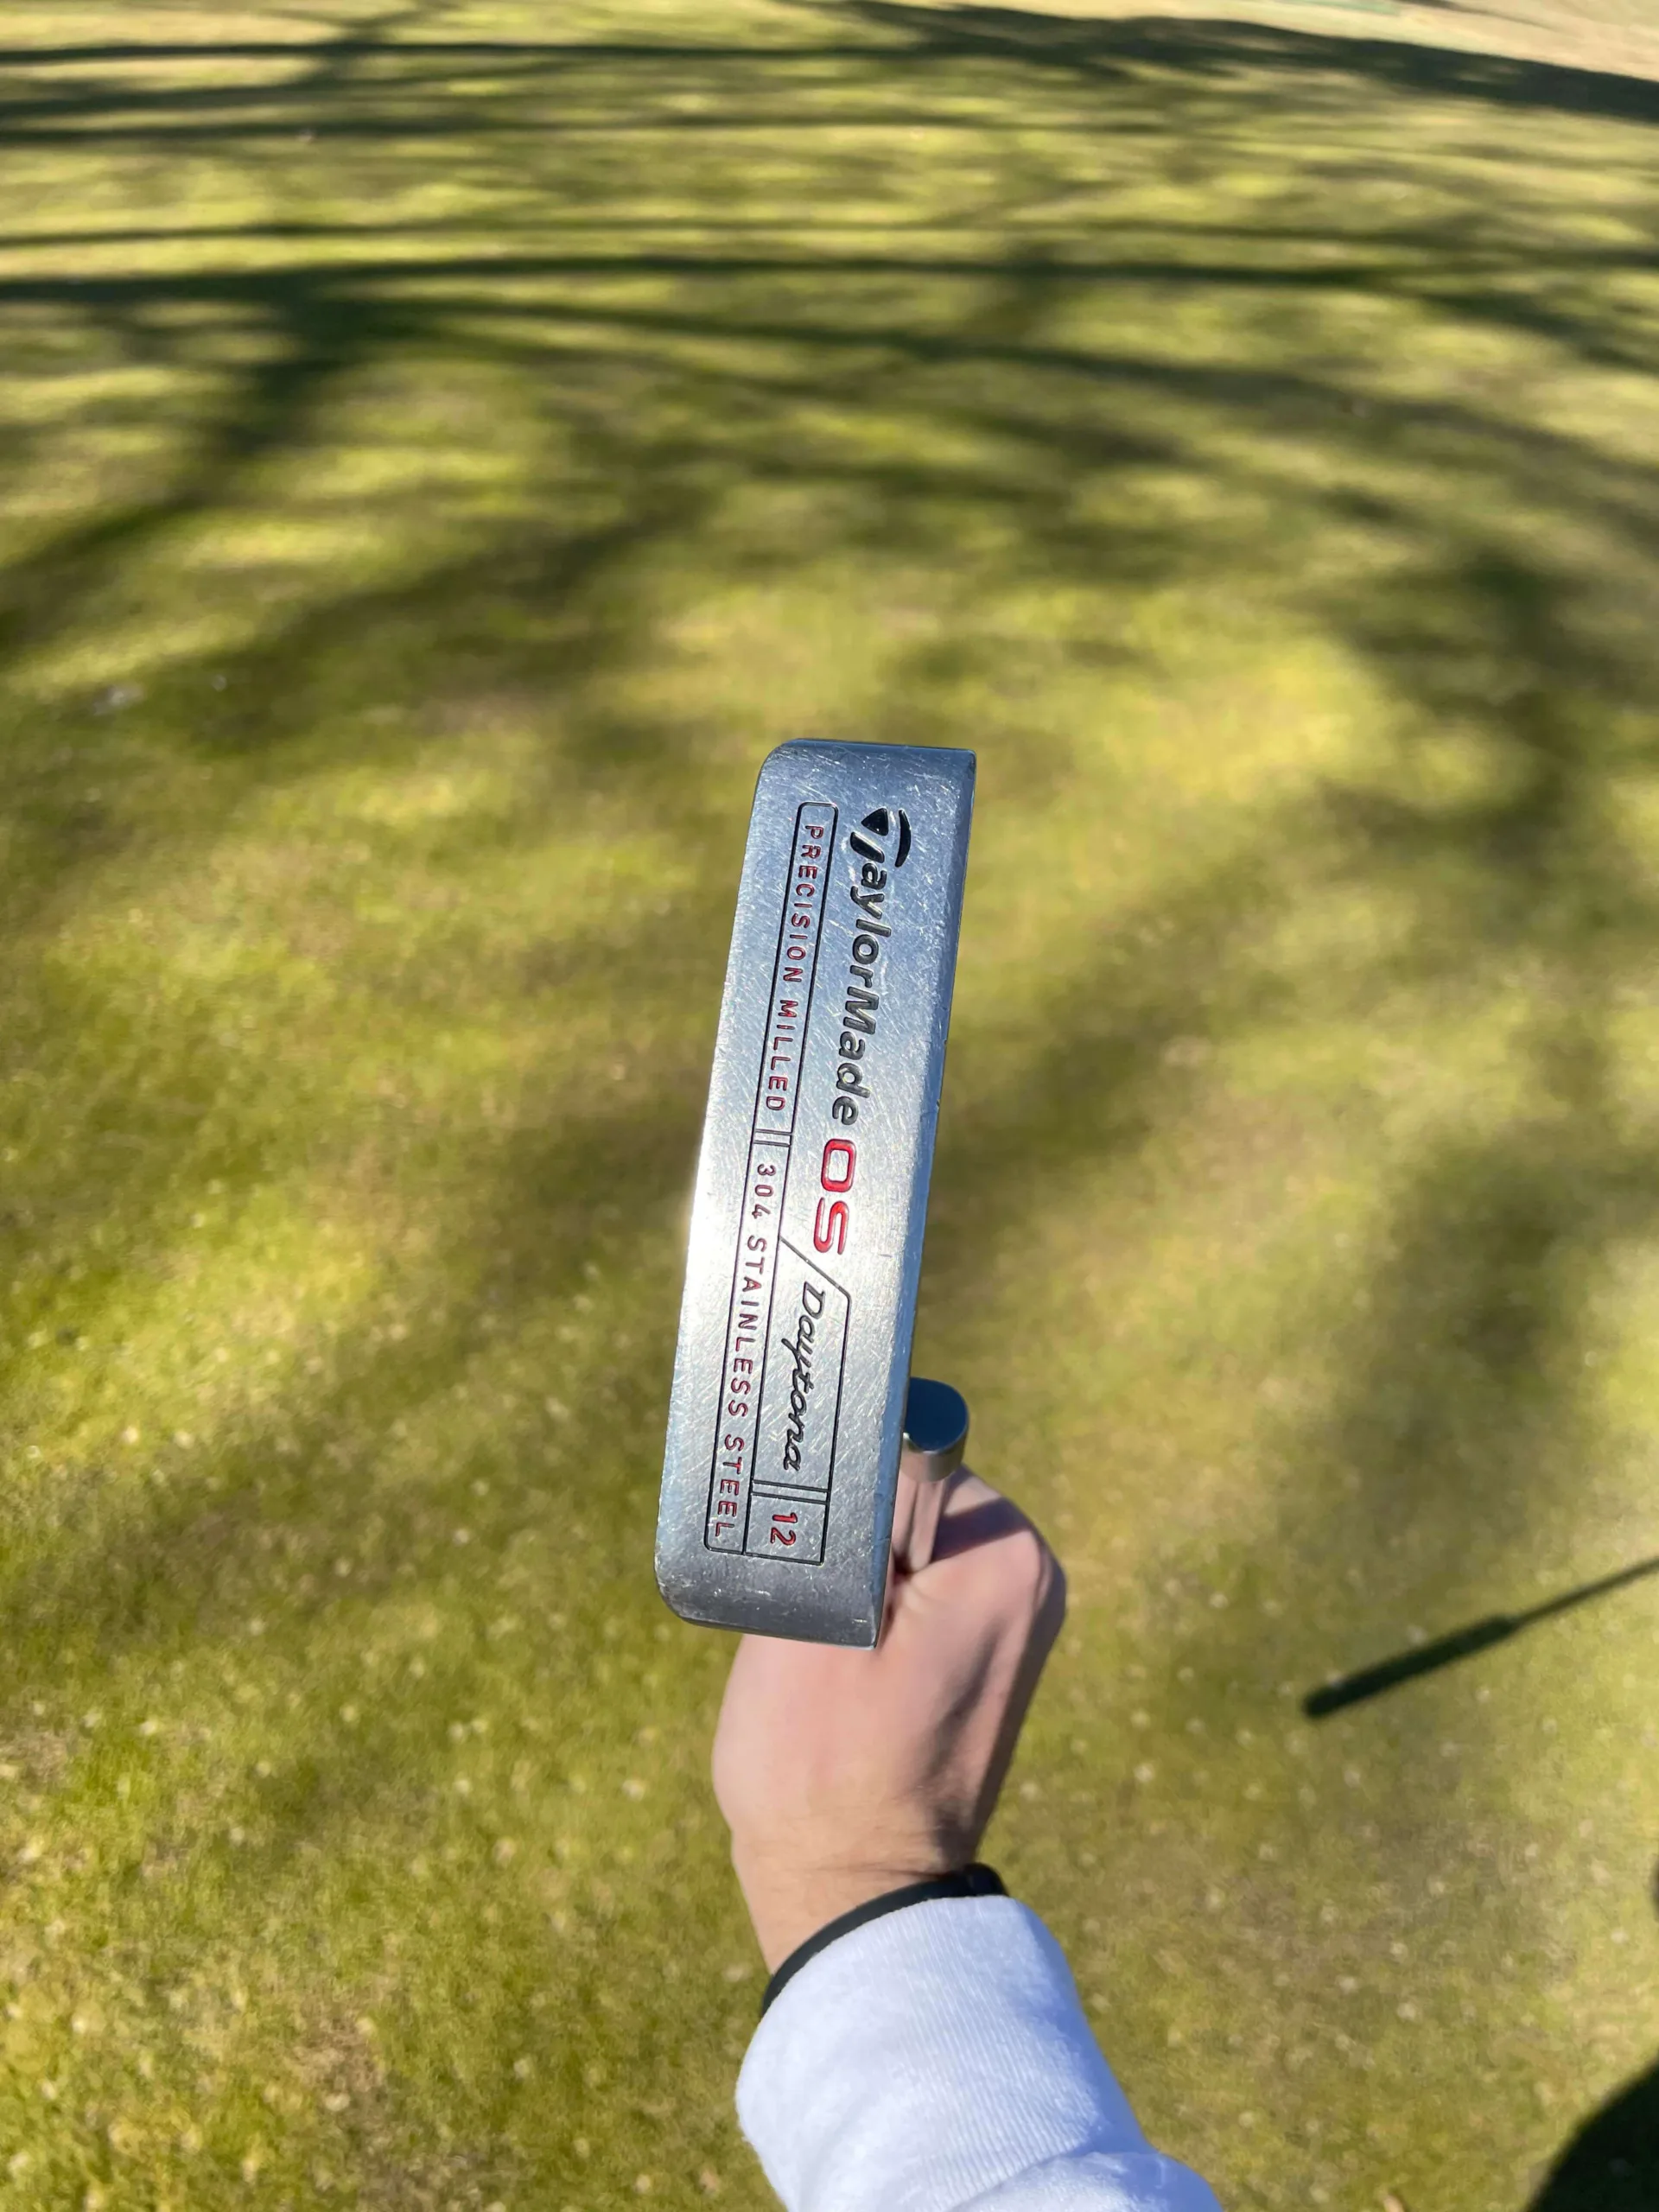 TaylorMade OS/Daytona 12
PRECISION MILLED 304 STAINLESS STEEL